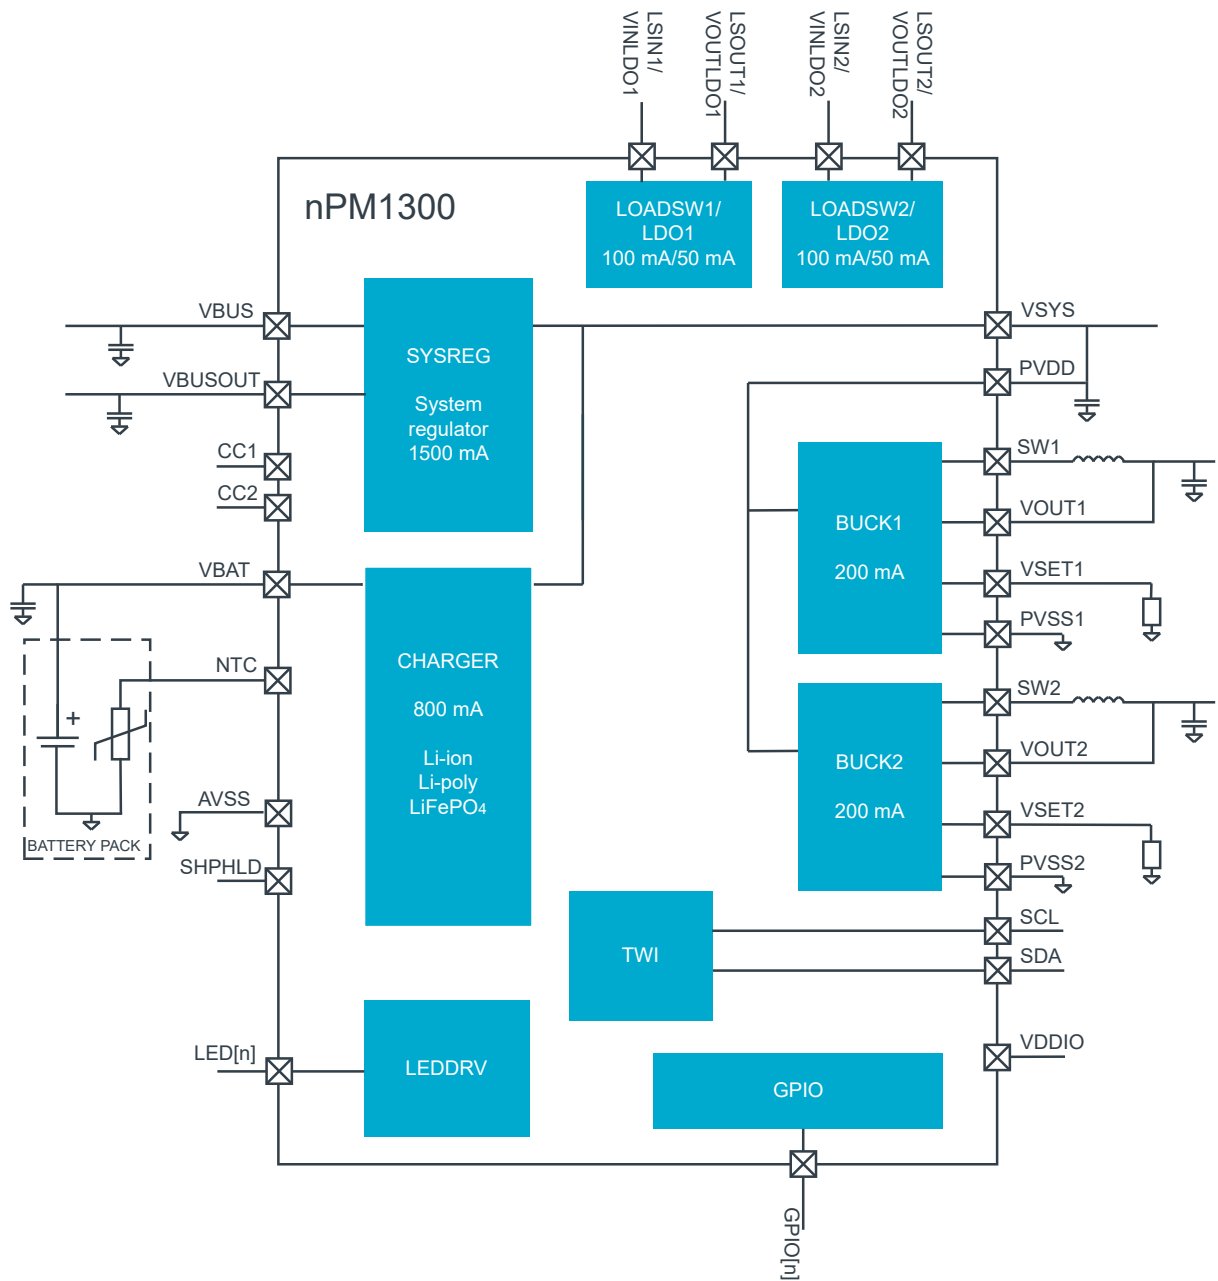 LSIN1/
VINLDO1
LSOUT1/
VOUTLDO1
LSIN2/
VINLDO2
LSOUT2/
VOUTLDO2
nPM1300
LOADSW1/
LDO1
100 mA/50 mA
LOADSW2/
LDO2
100 mA/50 mA
VBUS
VBUSOUT
CC1
CC2
VBAT
NTC
AVSS
SHPHLD
LED[n]
+
BATTERY PACK
SYSREG
System
regulator
1500 mA
CHARGER
800 mA
Li-ion
Li-poly
LiFePO4
LEDDRV
TWI
GPIO
BUCK1
200 mA
BUCK2
200 mA
VSYS
PVDD
SW1
VOUT1
VSET1
PVSS1
SW2
VOUT2
VSET2
PVSS2
SCL
SDA
VDDIO
GPIO[n]